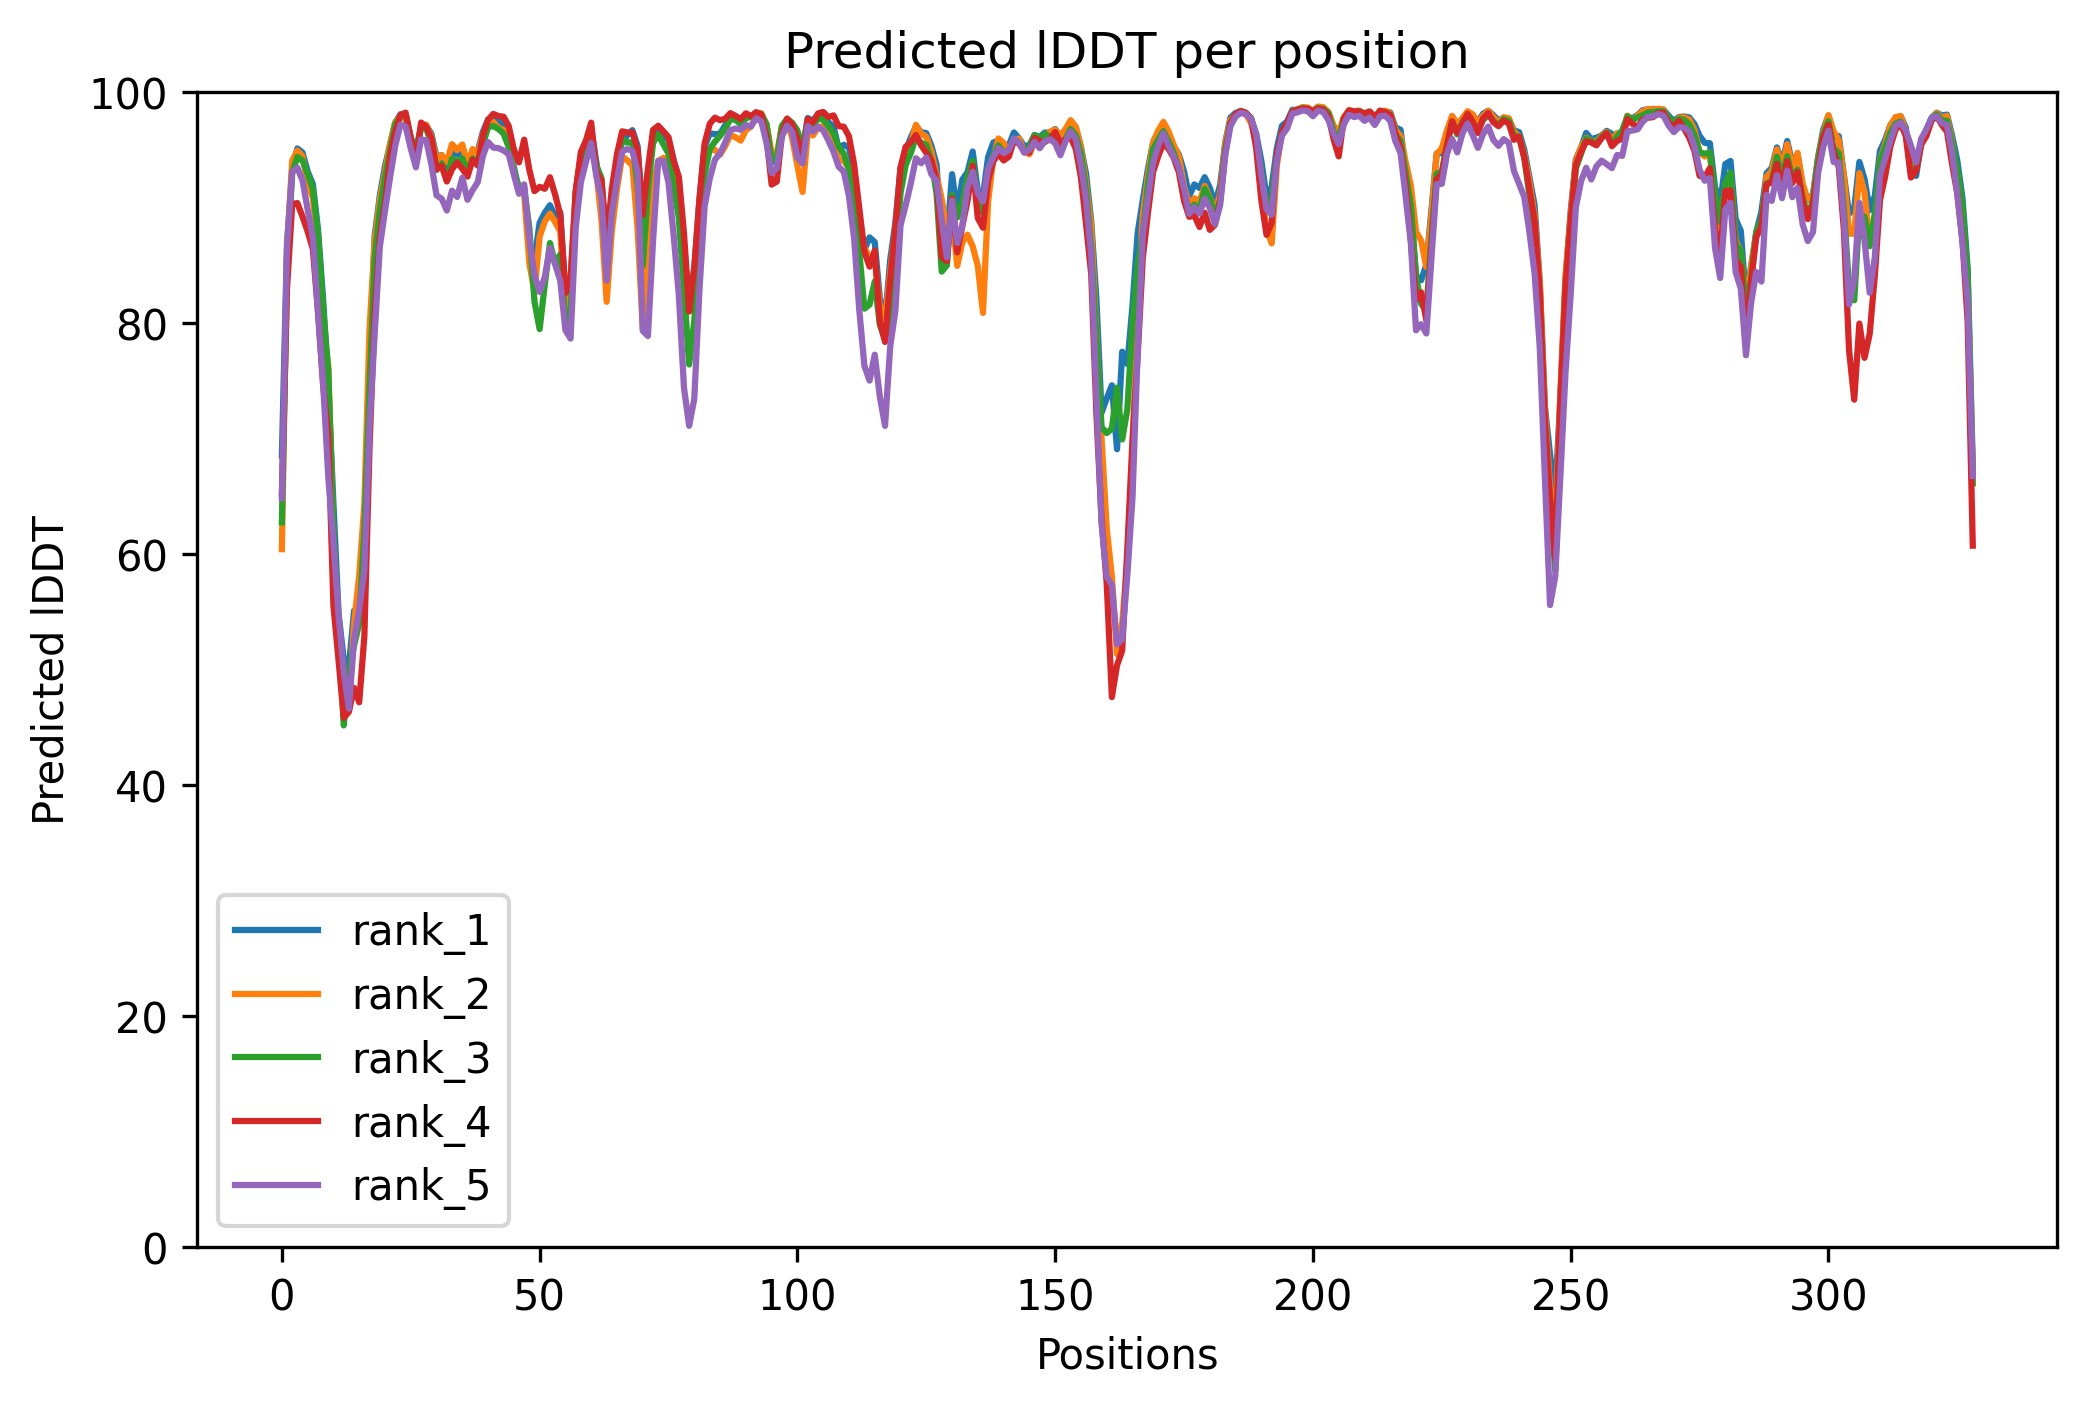 Predicted lDDT per position
100
80
60
40
20
0
Predicted lDDT
rank_1
rank_2
rank_3
rank_4
rank_5
0 50 100 150 200 250 300
Positions